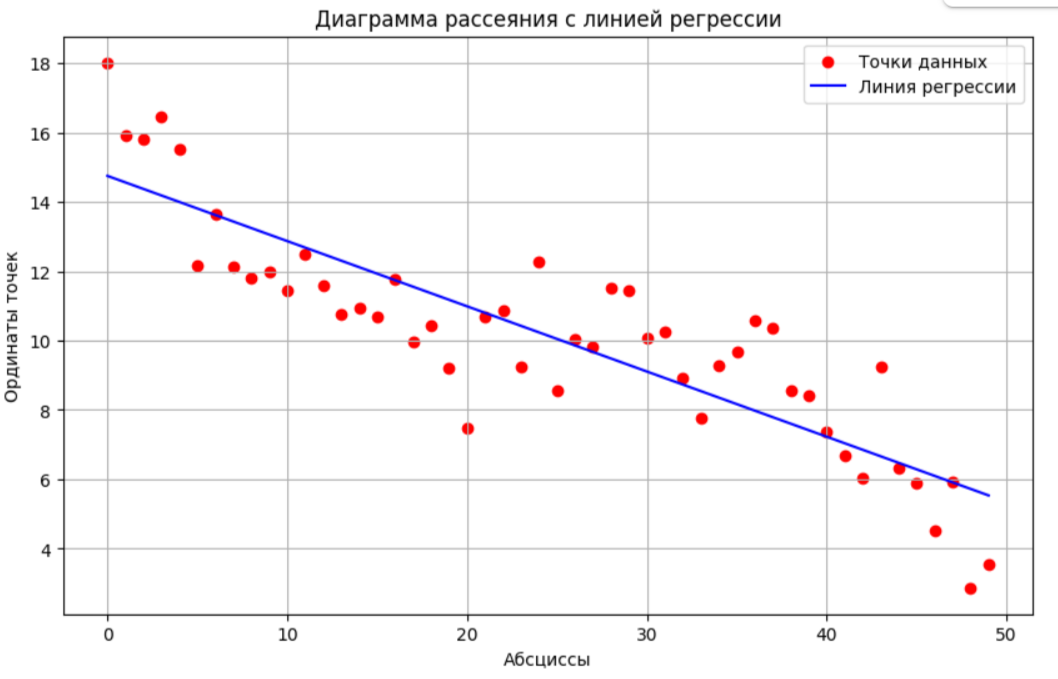 Диаграмма рассеяния с линией регрессии
Точки данных
Линия регрессии
Ординаты точек
18
16
14
12
10
8
6
4
0 10 20 30 40 50
Абсциссы